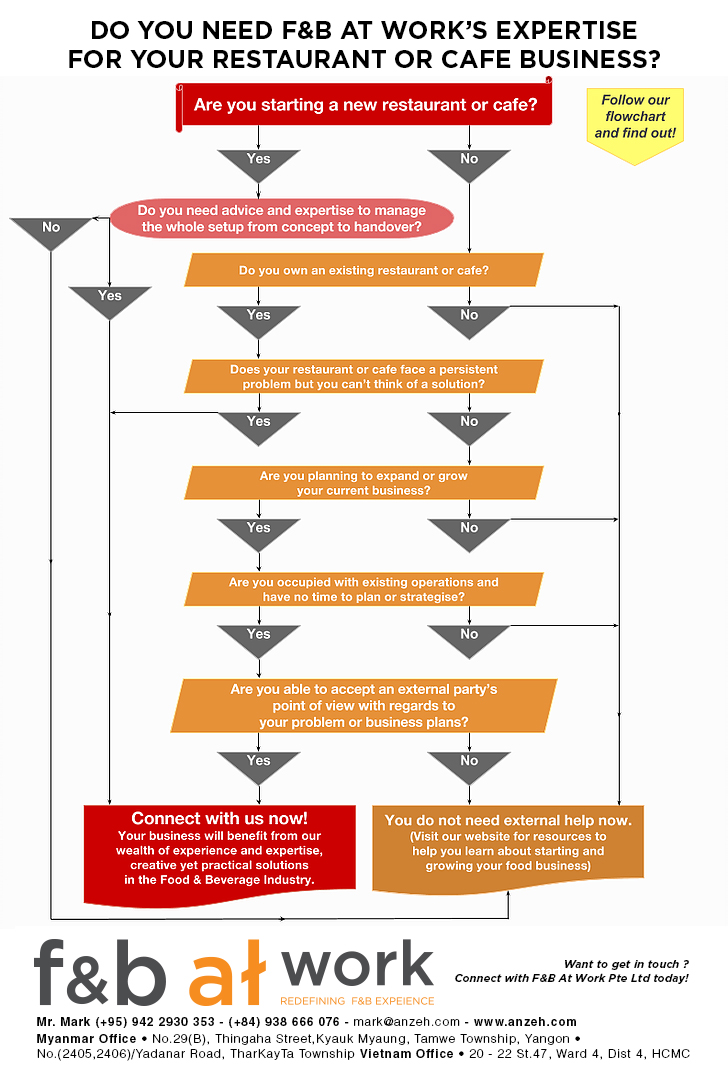 DO YOU NEED F&B AT WORK'S EXPERTISE
FOR YOUR RESTAURANT OR CAFE BUSINESS?
Are you starting a new restaurant or cafe?
Follow our
flowchart
and find out!
Yes
No
Do you need advice and expertise to manage
the whole setup from concept to handover?
No
Yes
Do you own an existing restaurant or cafe?
Yes
No
Does your restaurant or cafe face a persistent
problem but you can't think of a solution?
Yes
No
Are you planning to expand or grow
your current business?
Yes
No
Are you occupied with existing operations and
have no time to plan or strategise?
Yes
No
Are you able to accept an external party's
point of view with regards to
your problem or business plans?
Yes
No
Connect with us now!
Your business will benefit from our
wealth of experience and expertise,
creative yet practical solutions
in the Food & Beverage Industry.
You do not need external help now.
(Visit our website for resources to
help you learn about starting and
growing your food business)
f&b at work
REDEFINING F&B EXPEIENCE
Want to get in touch ?
Connect with F&B At Work Pte Ltd today!
Mr. Mark (+95) 942 2930 353 - (+84) 938 666 076 - mark@anzeh.com - www.anzeh.com
Myanmar Office • No.29(B), Thingaha Street,Kyauk Myaung, Tamwe Township, Yangon •
No.(2405,2406)/Yadanar Road, TharKayTa Township Vietnam Office • 20 - 22 St.47, Ward 4, Dist 4, HCMC